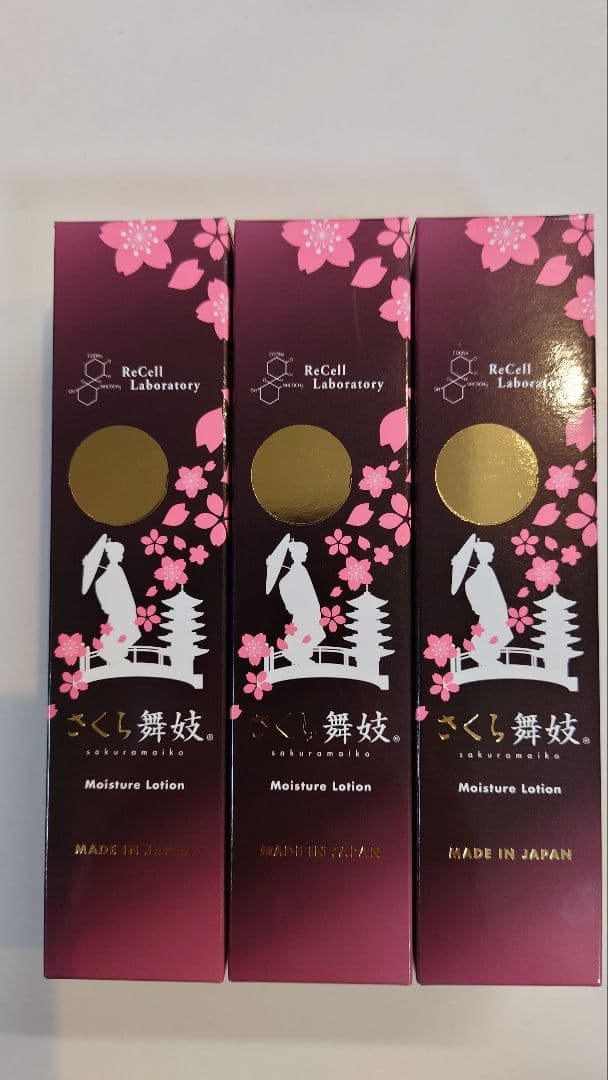 ReCell
Laboratory
さくら舞妓®
sakuramaiko
Moisture Lotion
MADE IN JAPAN
ReCell
Laboratory
さくら舞妓®
sakuramaiko
Moisture Lotion
MADE IN JAPAN
ReCell
Laboratory
さくら舞妓®
sakuramaiko
Moisture Lotion
MADE IN JAPAN